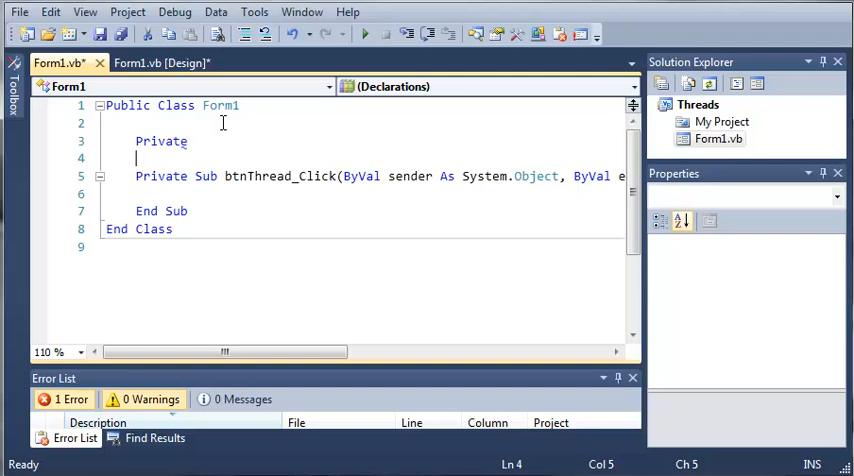 File Edit View Project Debug Data Tools Window Help
Form1.vb* Form1.vb [Design]*
Toolbox
Form1 (Declarations)
1 Public Class Form1
2
3 Private
4
5 Private Sub btnThread_Click(ByVal sender As System.Object, ByVal e
6
7 End Sub
8 End Class
9
110 %
Error List
1 Error 0 Warnings 0 Messages
Description File Line Column Project
Error List Find Results
Solution Explorer
Threads
My Project
Form1.vb
Properties
Ready Ln 4 Col 5 Ch 5 INS